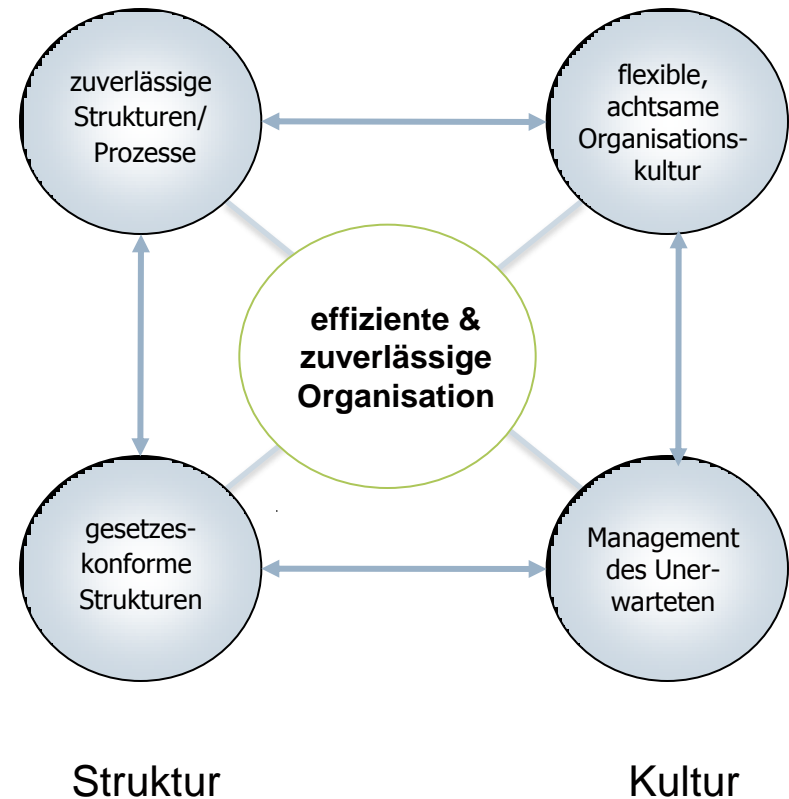 zuverlässige
Strukturen/
Prozesse
flexible,
achtsame
Organisations-
kultur
effiziente &
zuverlässige
Organisation
gesetzes-
konforme
Strukturen
Management
des Uner-
warteten
Struktur
Kultur